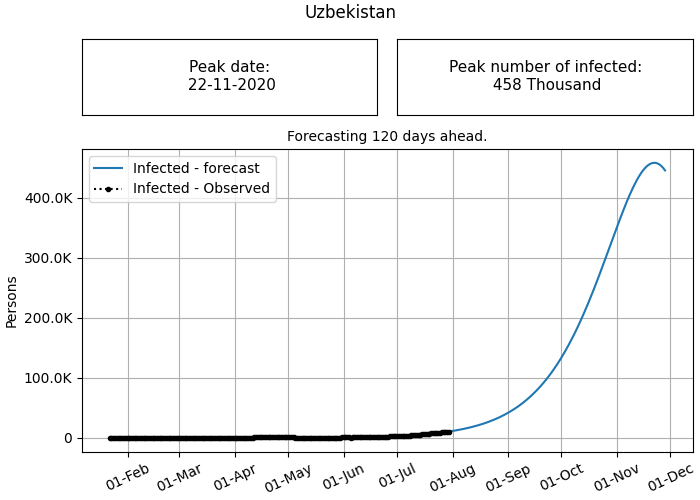 Uzbekistan
Peak date:
22-11-2020
Peak number of infected:
458 Thousand
Forecasting 120 days ahead.
Infected - forecast
Infected - Observed
Persons
400.0K
300.0K
200.0K
100.0K
0
01-Feb
01-Mar
01-Apr
01-May
01-Jun
01-Jul
01-Aug
01-Sep
01-Oct
01-Nov
01-Dec